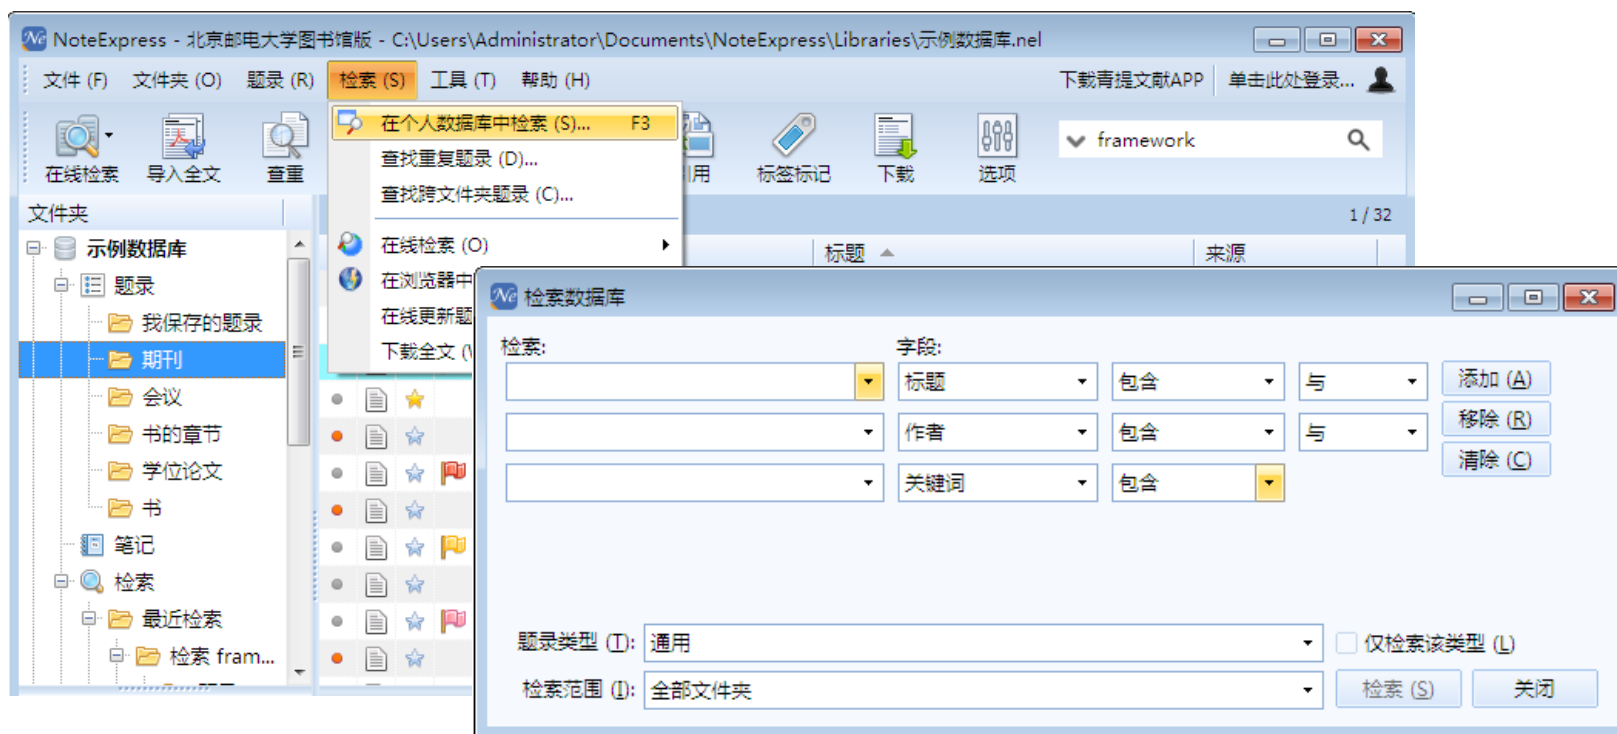 NoteExpress - 北京邮电大学图书馆版 - C:\Users\Administrator\Documents\NoteExpress\Libraries\示例数据库.nel
文件 (F) 文件夹 (O) 题录 (R) 检索 (S) 工具 (T) 帮助 (H) 下载青提文献APP 单击此处登录...
在线检索 导入全文 查重 用 标签标记 下载 选项 framework
在个人数据库中检索 (S)... F3
查找重复题录 (D)...
查找跨文件夹题录 (C)...
在线检索 (O)
在浏览器中
在线更新题
下载全文 (
文件夹
1 / 32
标题 来源
示例数据库
题录
我保存的题录
期刊
会议
书的章节
学位论文
书
笔记
检索
最近检索
检索 fram...
Ne 检索数据库
检索: 字段:
标题 包含 与 添加 (A)
作者 包含 与 移除 (R)
清除 (C)
关键词 包含
题录类型 (T): 通用 仅检索该类型 (L)
检索范围 (I): 全部文件夹 检索 (S) 关闭